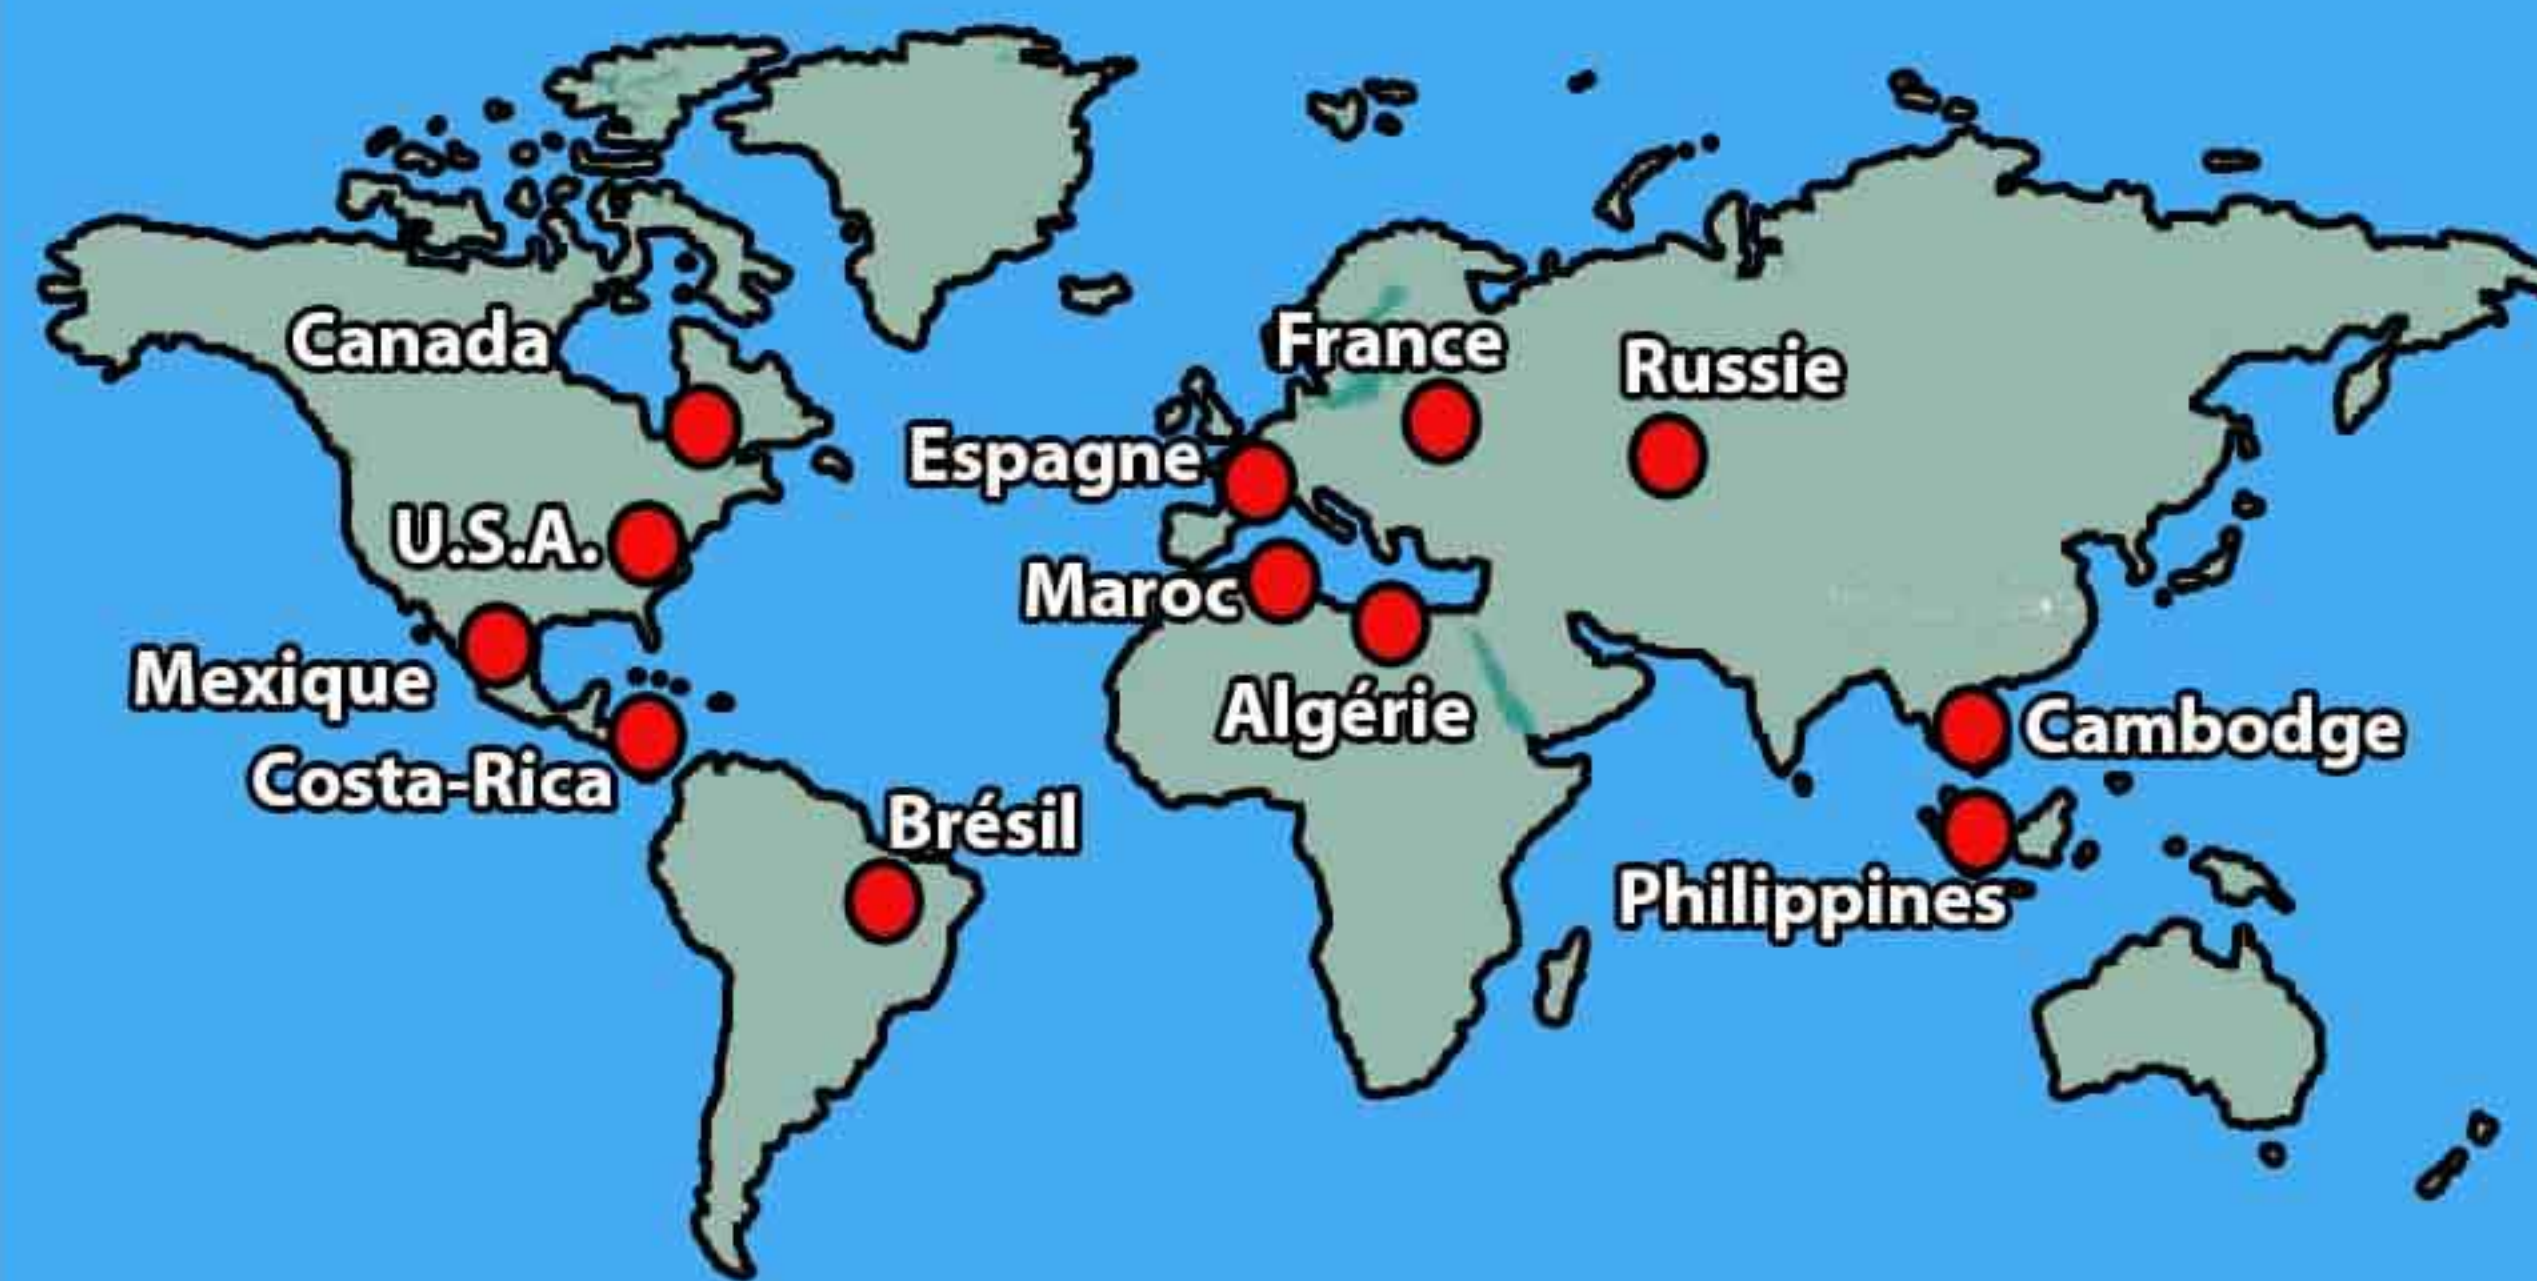 Canada
France
Russie
Espagne
U.S.A.
Maroc
Mexique
Algérie
Cambodge
Costa-Rica
Brésil
Philippines